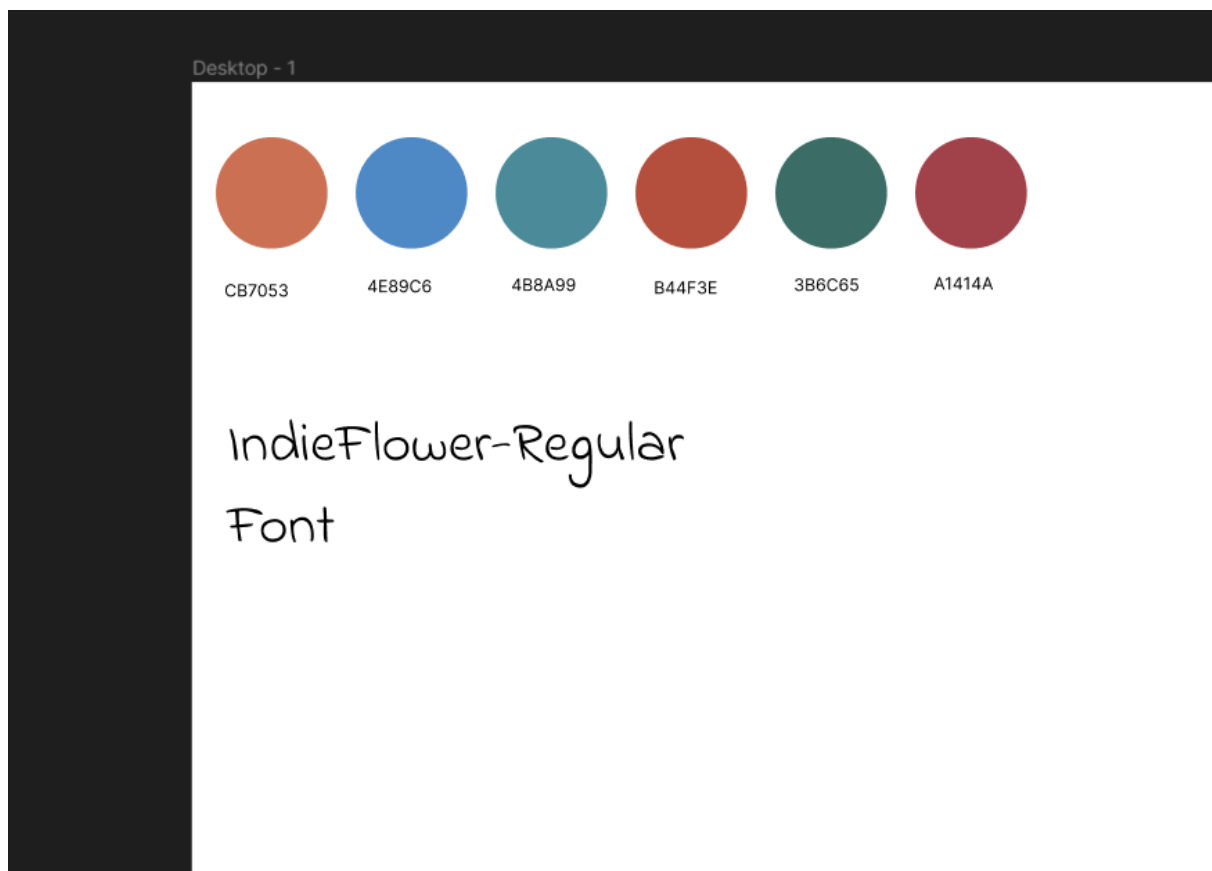 Desktop - 1
CB7053 4E89C6 4B8A99 B44F3E 3B6C65 A1414A
IndieFlower-Regular
Font